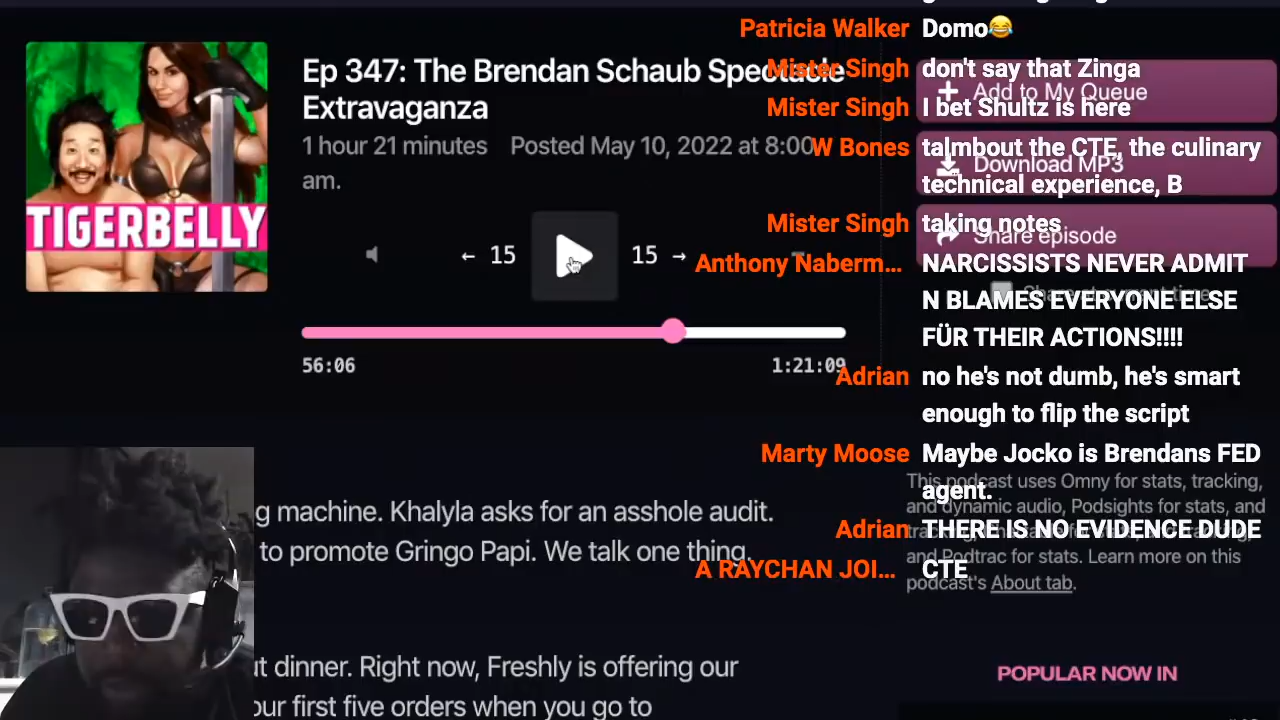 TIGERBELLY
Ep 347: The Brendan Schaub Spectacle
Extravaganza
1 hour 21 minutes Posted May 10, 2022 at 8:00
am.
← 15
15 →
56:06
1:21:09
g machine. Khalyla asks for an asshole audit.
to promote Gringo Papi. We talk one thing,
ut dinner. Right now, Freshly is offering our
our first five orders when you go to
Patricia Walker Domo😂
Mister Singh don't say that Zinga
Mister Singh I bet Shultz is here
W Bones talmbout the CTE, the culinary
technical experience, B
Mister Singh taking notes
Anthony Naberm... NARCISSISTS NEVER ADMIT
N BLAMES EVERYONE ELSE
FÜR THEIR ACTIONS!!!!
Adrian no he's not dumb, he's smart
enough to flip the script
Marty Moose Maybe Jocko is Brendans FED
agent.
Adrian THERE IS NO EVIDENCE DUDE
A RAYCHAN JOI... CTE
Add to My Queue
Download MP3
Share episode
Share at current time
This podcast uses Omny for stats, tracking,
and dynamic audio, Podsights for stats, and
and Podtrac for stats. Learn more on this
podcast's About tab.
POPULAR NOW IN